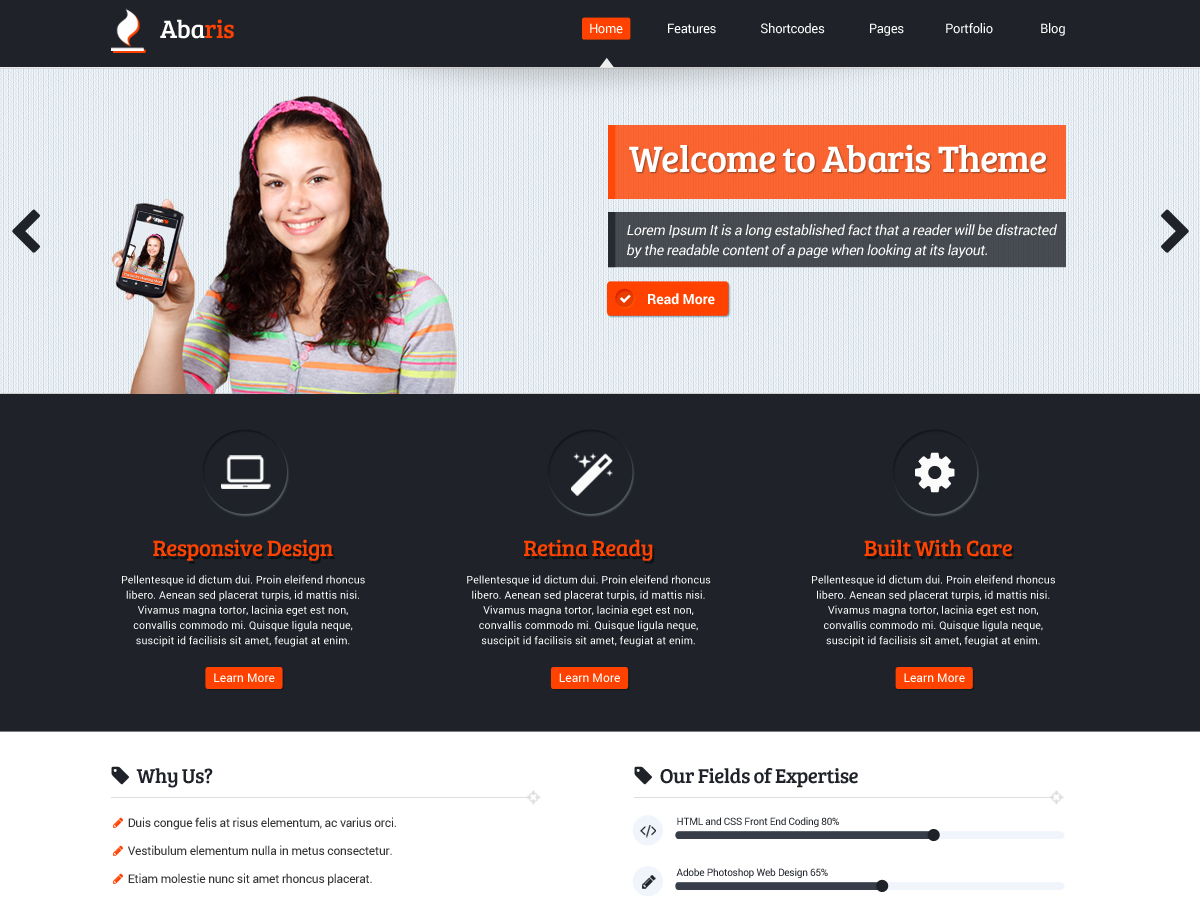 Abaris
Home Features Shortcodes Pages Portfolio Blog
Welcome to Abaris Theme
Lorem Ipsum It is a long established fact that a reader will be distracted
by the readable content of a page when looking at its layout.
Read More
Responsive Design
Pellentesque id dictum dui. Proin eleifend rhoncus
libero. Aenean sed placerat turpis, id mattis nisi.
Vivamus magna tortor, lacinia eget est non,
convallis commodo mi. Quisque ligula neque,
suscipit id facilisis sit amet, feugiat at enim.
Learn More
Retina Ready
Pellentesque id dictum dui. Proin eleifend rhoncus
libero. Aenean sed placerat turpis, id mattis nisi.
Vivamus magna tortor, lacinia eget est non,
convallis commodo mi. Quisque ligula neque,
suscipit id facilisis sit amet, feugiat at enim.
Learn More
Built With Care
Pellentesque id dictum dui. Proin eleifend rhoncus
libero. Aenean sed placerat turpis, id mattis nisi.
Vivamus magna tortor, lacinia eget est non,
convallis commodo mi. Quisque ligula neque,
suscipit id facilisis sit amet, feugiat at enim.
Learn More
Why Us?
Duis congue felis at risus elementum, ac varius orci.
Vestibulum elementum nulla in metus consectetur.
Etiam molestie nunc sit amet rhoncus placerat.
Our Fields of Expertise
HTML and CSS Front End Coding 80%
Adobe Photoshop Web Design 65%